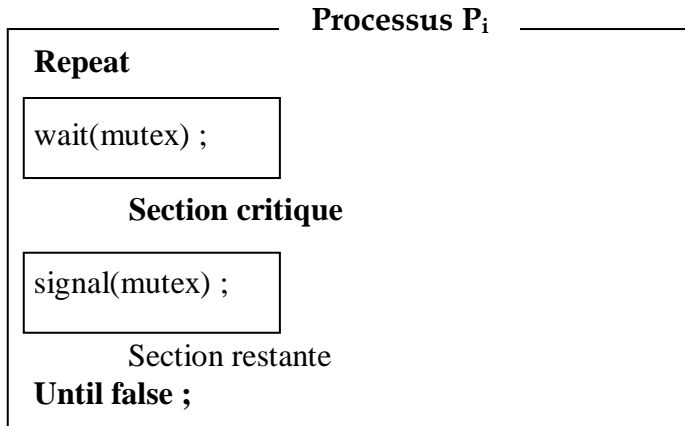 Processus Pi
Repeat
wait(mutex) ;
Section critique
signal(mutex) ;
Section restante
Until false ;